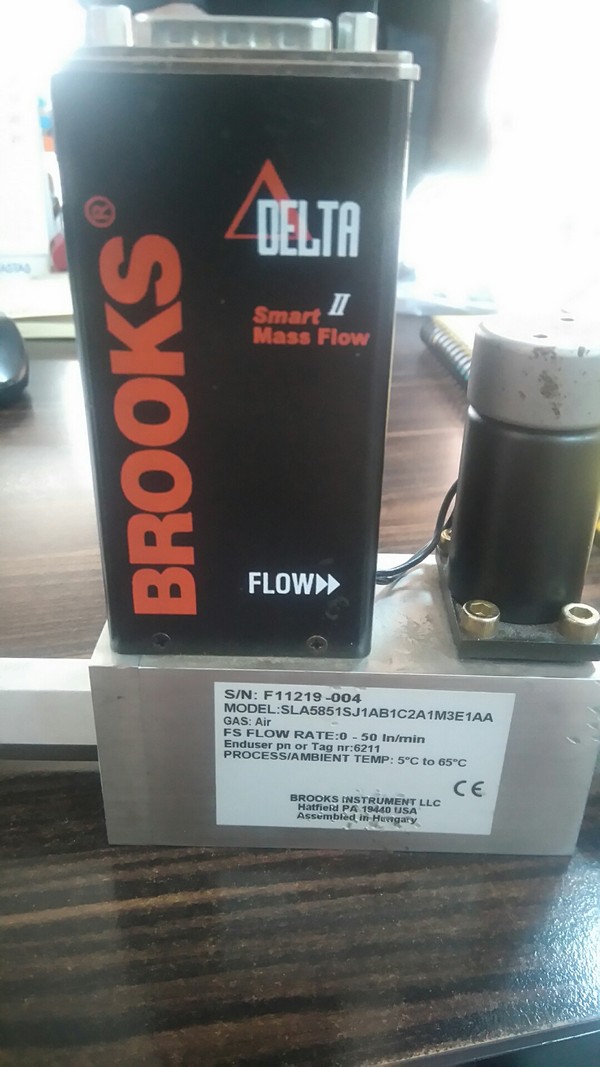 BROOKS®
DELTA
II
Smart
Mass Flow
FLOW
S/N: F11219-004
MODEL:SLA5851SJ1AB1C2A1M3E1AA
GAS: Air
FS FLOW RATE:0 - 50 ln/min
Enduser pn or Tag nr:6211
PROCESS/AMBIENT TEMP: 5°C to 65°C
CE
BROOKS INSTRUMENT LLC
Hatfield PA 19440 USA
Assembled in Hungary